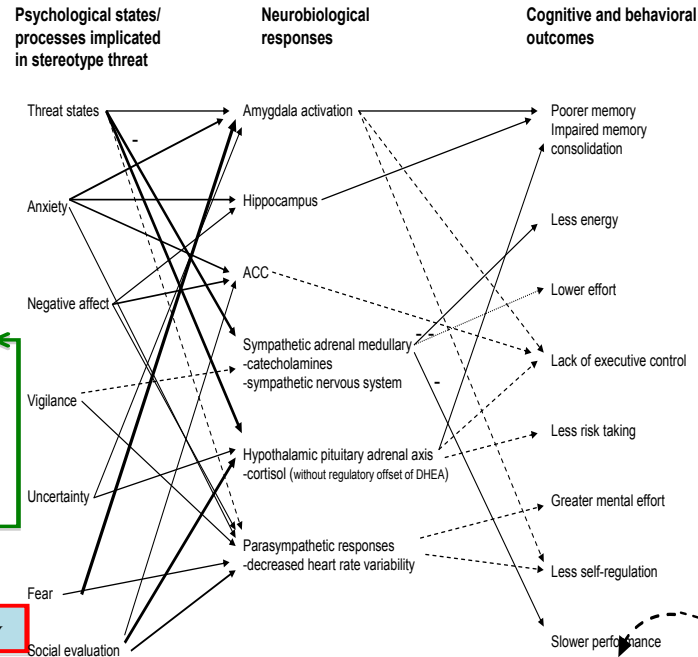 Psychological states/
processes implicated
in stereotype threat
Neurobiological
responses
Cognitive and behavioral
outcomes
Threat states
Anxiety
Negative affect
Vigilance
Uncertainty
Fear
Social evaluation
Amygdala activation
Hippocampus
ACC
Sympathetic adrenal medullary
-catecholamines
-sympathetic nervous system
Hypothalamic pituitary adrenal axis
-cortisol (without regulatory offset of DHEA)
Parasympathetic responses
-decreased heart rate variability
Poorer memory
Impaired memory
consolidation
Less energy
Lower effort
Lack of executive control
Less risk taking
Greater mental effort
Less self-regulation
Slower performance